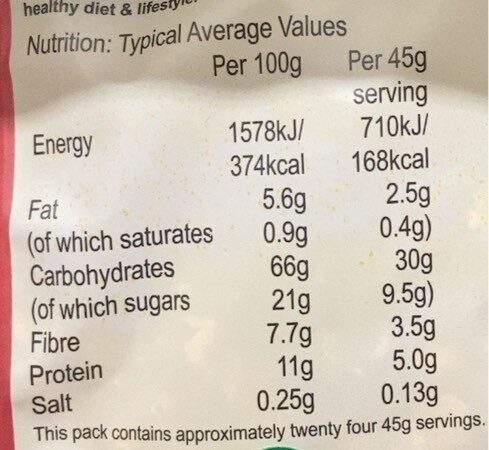 healthy diet & lifestyle.
Nutrition: Typical Average Values
Per 100g Per 45g
serving
Energy 1578kJ/ 710kJ/
374kcal 168kcal
Fat 5.6g 2.5g
(of which saturates 0.9g 0.4g)
Carbohydrates 66g 30g
(of which sugars 21g 9.5g)
Fibre 7.7g 3.5g
Protein 11g 5.0g
Salt 0.25g 0.13g
This pack contains approximately twenty four 45g servings.